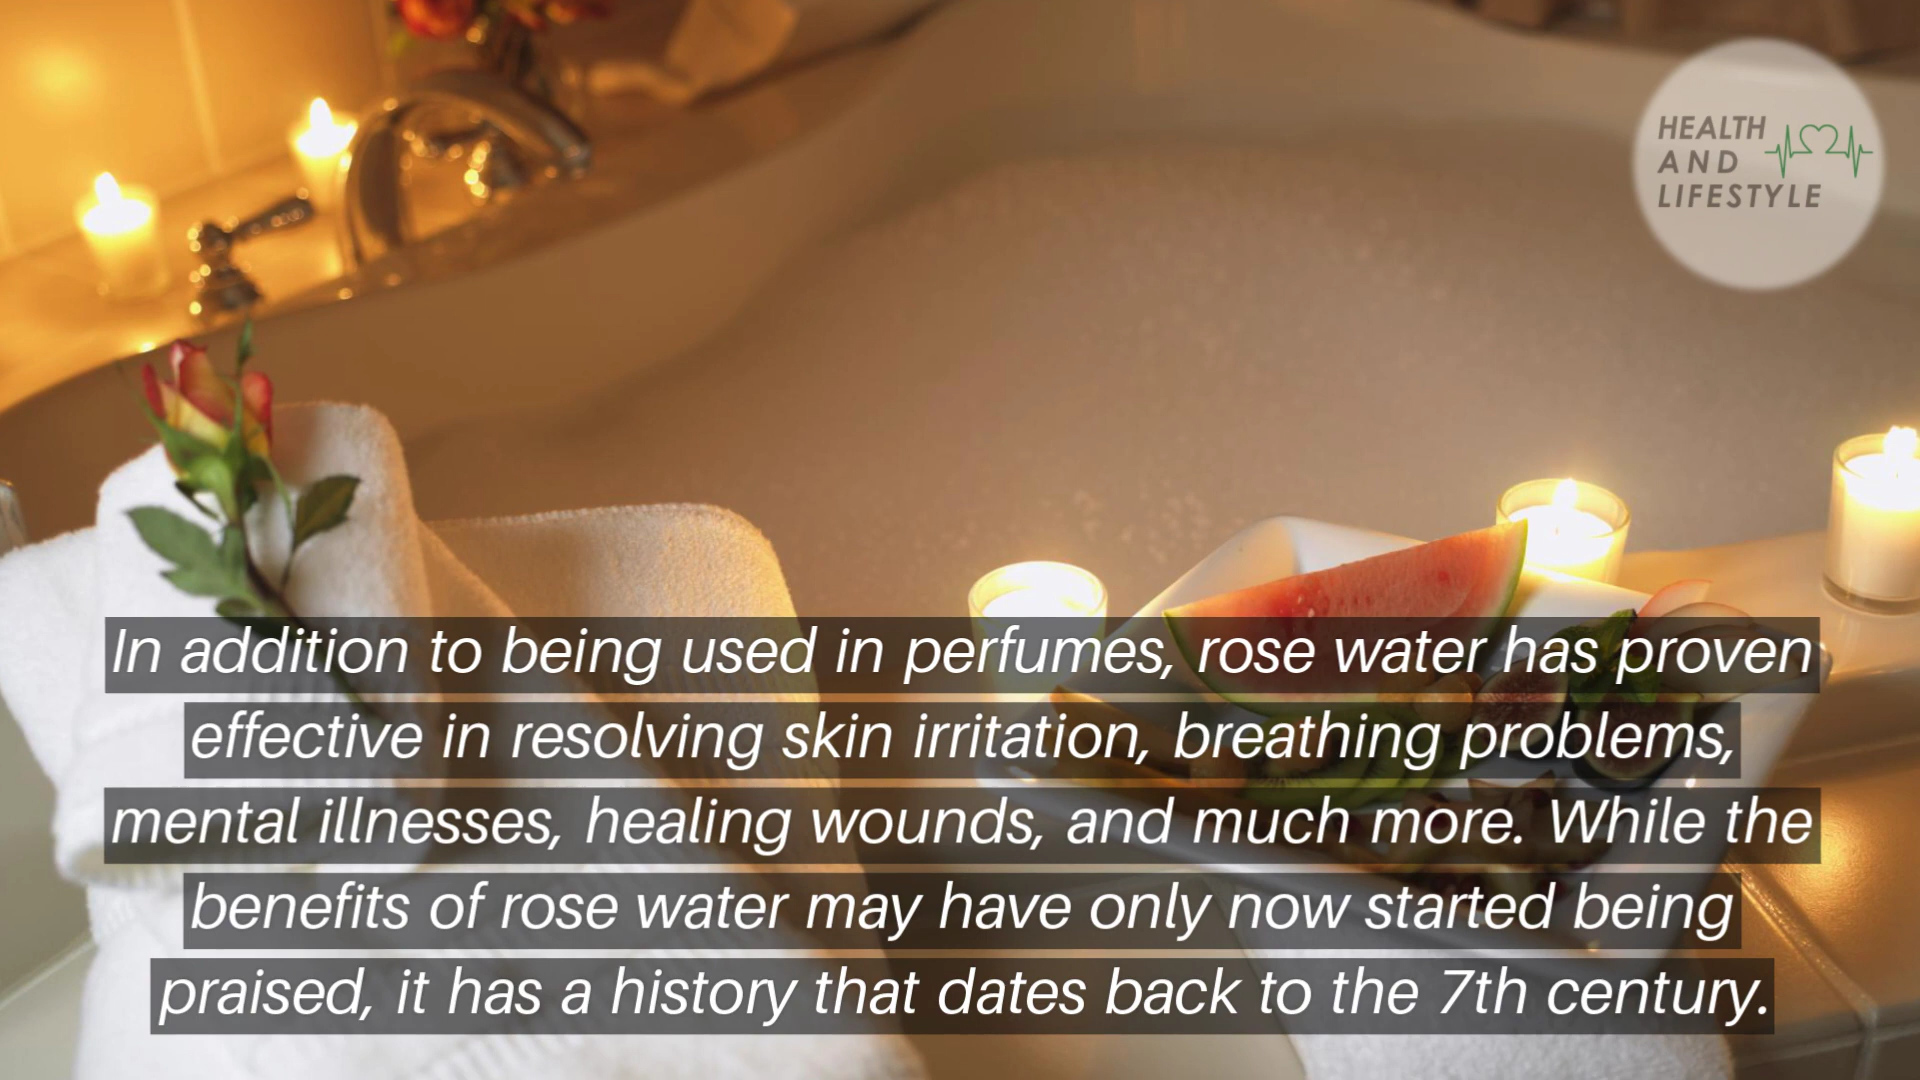 HEALTH
AND
LIFESTYLE
In addition to being used in perfumes, rose water has proven
effective in resolving skin irritation, breathing problems,
mental illnesses, healing wounds, and much more. While the
benefits of rose water may have only now started being
praised, it has a history that dates back to the 7th century.